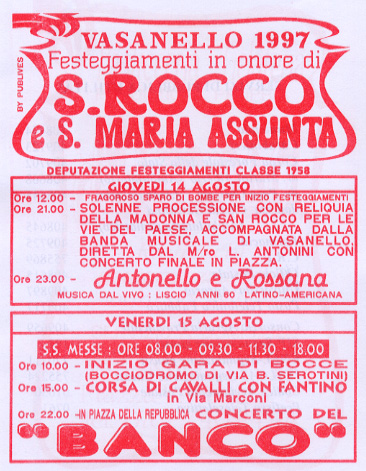 VASANELLO 1997
Festeggiamenti in onore di
S. ROCCO
e S. MARIA ASSUNTA
BY PUBLIVES
DEPUTAZIONE FESTEGGIAMENTI CLASSE 1958
GIOVEDI 14 AGOSTO
Ore 12.00 - FRAGOROSO SPARO DI BOMBE PER INIZIO FESTEGGIAMENTI
Ore 21.00 - SOLENNE PROCESSIONE CON RELIQUIA
DELLA MADONNA E SAN ROCCO PER LE
VIE DEL PAESE, ACCOMPAGNATA DALLA
BANDA MUSICALE DI VASANELLO,
DIRETTA DAL M/ro L. ANTONINI CON
CONCERTO FINALE IN PIAZZA.
Ore 23.00 - Antonello e Rossana
MUSICA DAL VIVO : LISCIO ANNI 60 LATINO-AMERICANA
VENERDI 15 AGOSTO
S.S. MESSE : ORE 08.00 - 09.30 - 11.30 - 18.00
Ore 10.00 - INIZIO GARA DI BOCCE
(BOCCIODROMO DI VIA B. SEROTINI)
Ore 15.00 - CORSA DI CAVALLI CON FANTINO
in Via Marconi
Ore 22.00 - IN PIAZZA DELLA REPUBBLICA CONCERTO DEL
"BANCO"